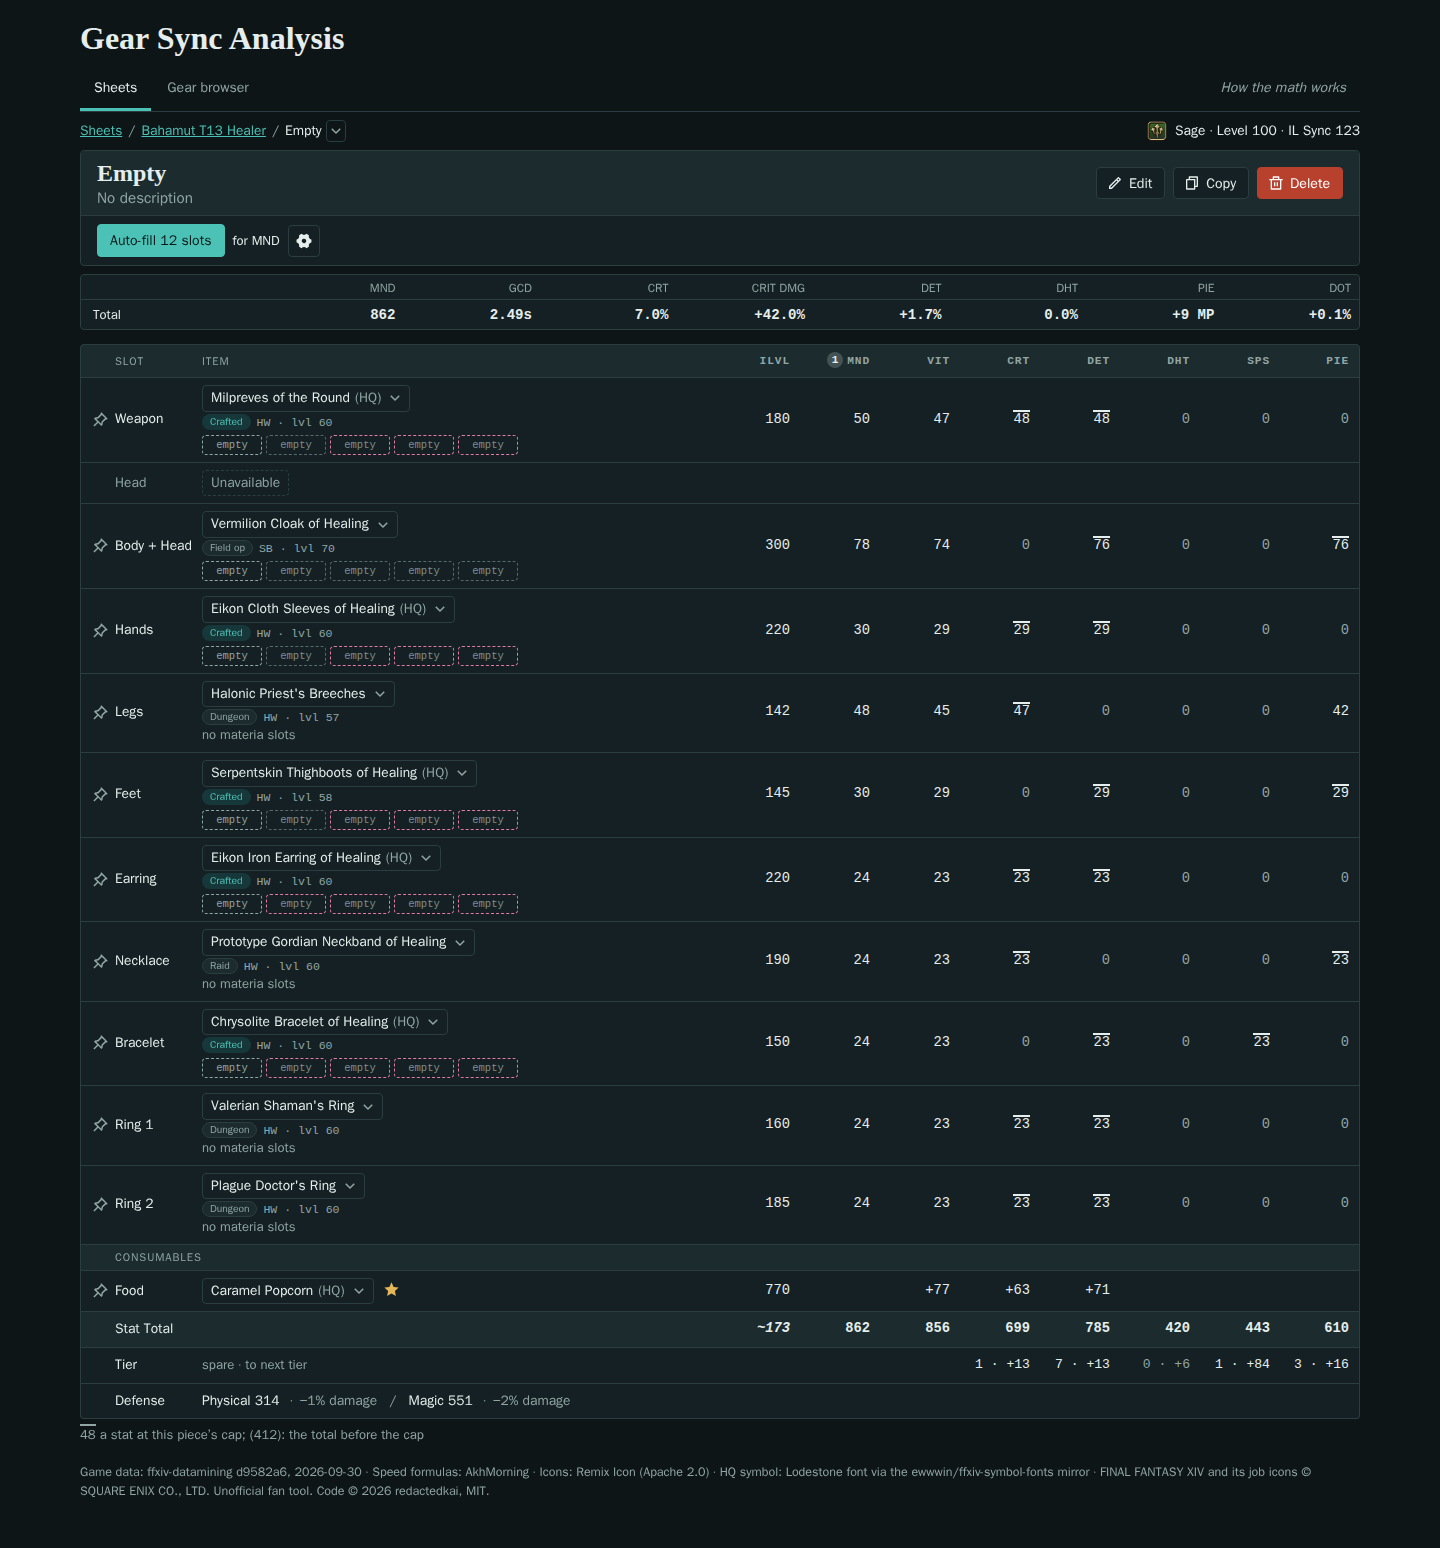 Gear Sync Analysis
Sheets Gear browser How the math works
Sheets / Bahamut T13 Healer / Empty Sage · Level 100 · IL Sync 123
Empty
No description
Edit Copy Delete
Auto-fill 12 slots for MND
MND GCD CRT CRIT DMG DET DHT PIE DOT
Total 862 2.49s 7.0% +42.0% +1.7% 0.0% +9 MP +0.1%
SLOT ITEM ILVL 1 MND VIT CRT DET DHT SPS PIE
Milpreves of the Round (HQ)
Weapon 180 50 47 48 48 0 0 0
Crafted HW · lvl 60
empty empty empty empty empty
Head Unavailable
Vermilion Cloak of Healing
Body + Head 300 78 74 0 76 0 0 76
Field op SB · lvl 70
empty empty empty empty empty
Eikon Cloth Sleeves of Healing (HQ)
Hands 220 30 29 29 29 0 0 0
Crafted HW · lvl 60
empty empty empty empty empty
Halonic Priest's Breeches
Legs 142 48 45 47 0 0 0 42
Dungeon HW · lvl 57
no materia slots
Serpentskin Thighboots of Healing (HQ)
Feet 145 30 29 0 29 0 0 29
Crafted HW · lvl 58
empty empty empty empty empty
Eikon Iron Earring of Healing (HQ)
Earring 220 24 23 23 23 0 0 0
Crafted HW · lvl 60
empty empty empty empty empty
Prototype Gordian Neckband of Healing
Necklace 190 24 23 23 0 0 0 23
Raid HW · lvl 60
no materia slots
Chrysolite Bracelet of Healing (HQ)
Bracelet 150 24 23 0 23 0 23 0
Crafted HW · lvl 60
empty empty empty empty empty
Valerian Shaman's Ring
Ring 1 160 24 23 23 23 0 0 0
Dungeon HW · lvl 60
no materia slots
Plague Doctor's Ring
Ring 2 185 24 23 23 23 0 0 0
Dungeon HW · lvl 60
no materia slots
CONSUMABLES
Food Caramel Popcorn (HQ) 770 +77 +63 +71
Stat Total ~173 862 856 699 785 420 443 610
Tier spare · to next tier 1 · +13 7 · +13 0 · +6 1 · +84 3 · +16
Defense Physical 314 · −1% damage / Magic 551 · −2% damage
48 a stat at this piece's cap; (412): the total before the cap
Game data: ffxiv-datamining d9582a6, 2026-09-30 · Speed formulas: AkhMorning · Icons: Remix Icon (Apache 2.0) · HQ symbol: Lodestone font via the ewwwin/ffxiv-symbol-fonts mirror · FINAL FANTASY XIV and its job icons ©
SQUARE ENIX CO., LTD. Unofficial fan tool. Code © 2026 redactedkai, MIT.